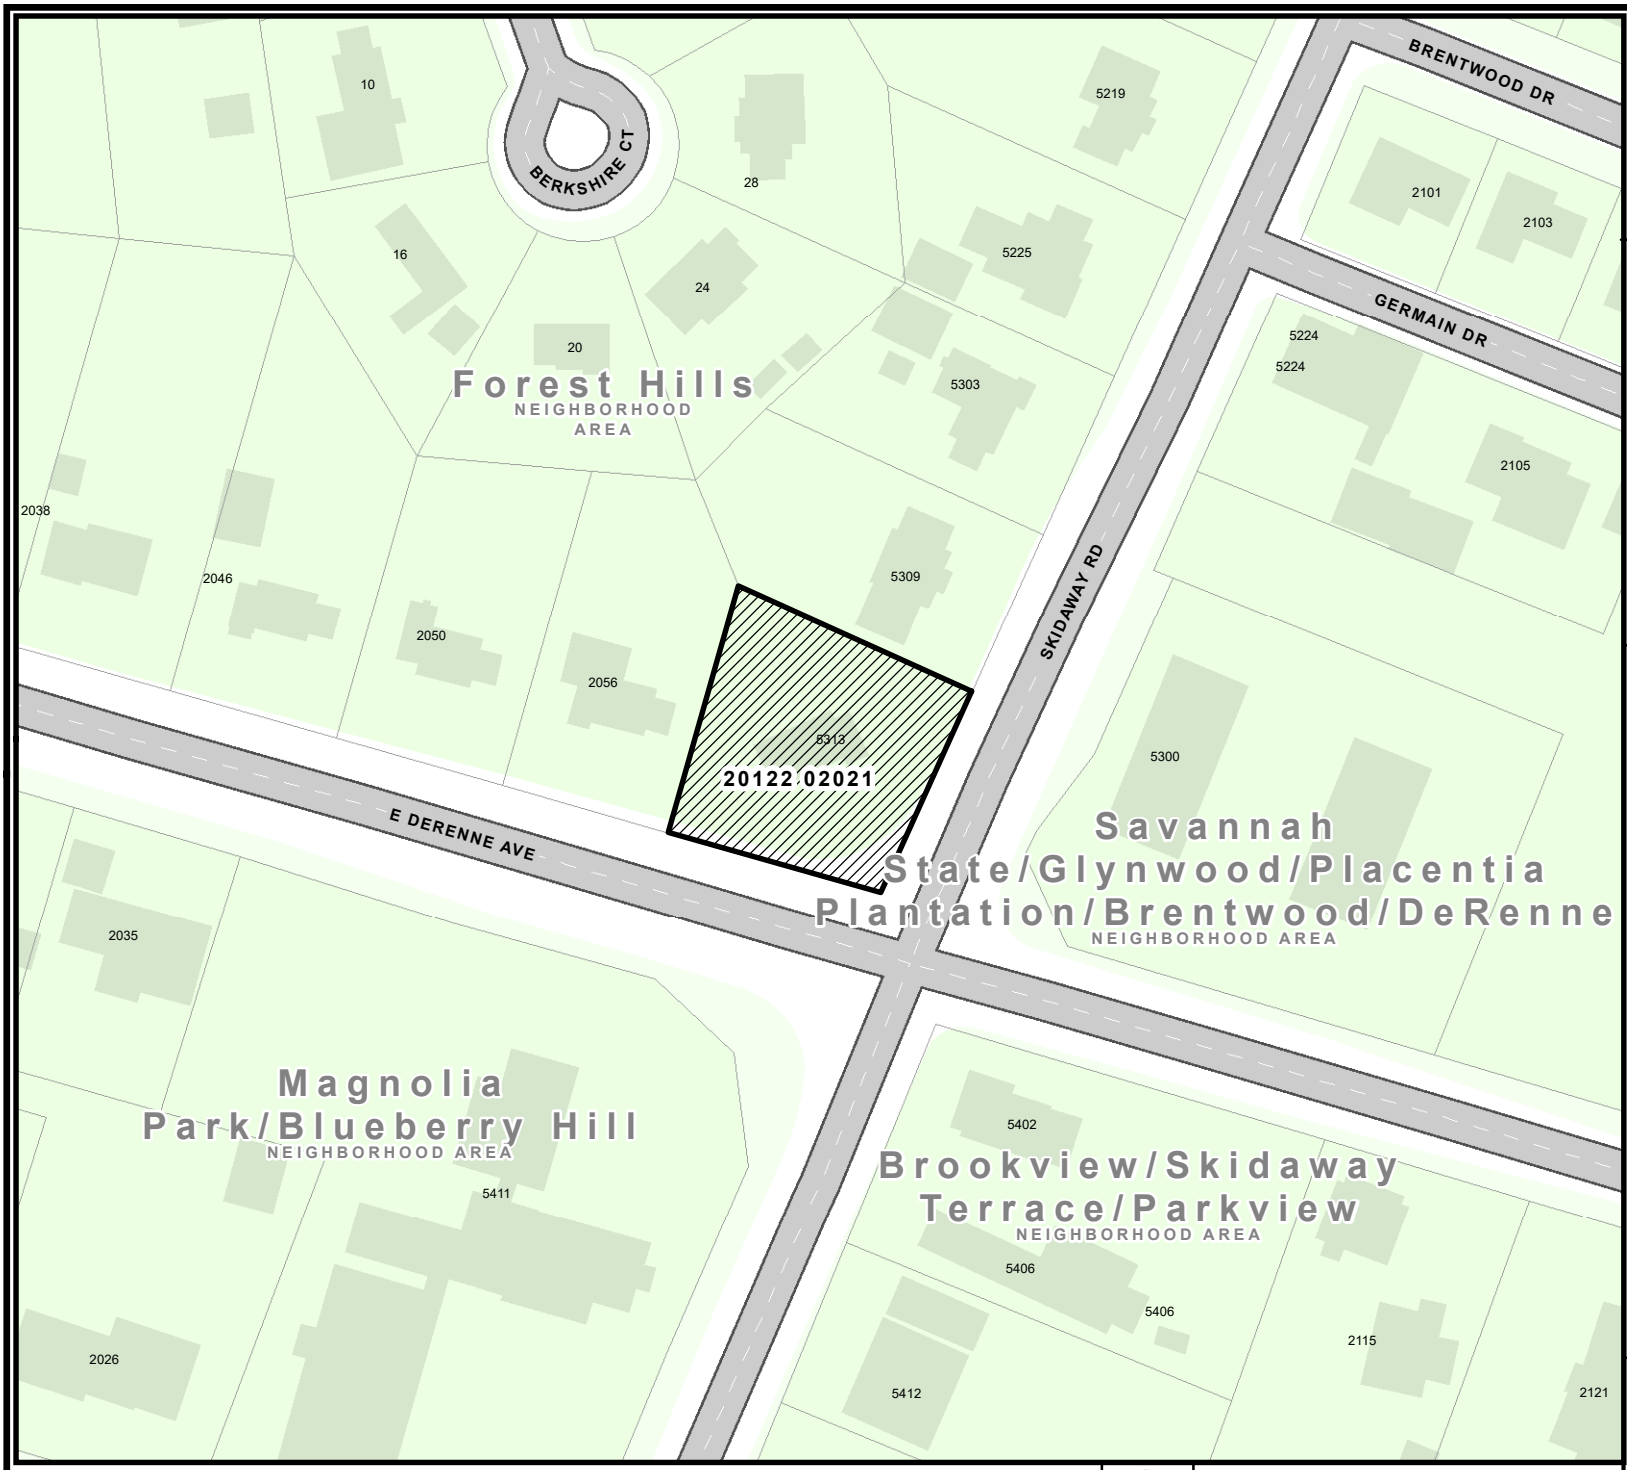 BRENTWOOD DR
10
5219
BERKSHIRE CT
28
2101
2103
16
5225
24
GERMAIN DR
5224
20
5224
Forest Hills
NEIGHBORHOOD
AREA
5303
2105
2038
SKIDAWAY RD
2046
5309
2050
2056
5313
5300
20122 02021
E DERENNE AVE
Savannah
State/Glynwood/Placentia
Plantation/Brentwood/DeRenne
NEIGHBORHOOD AREA
2035
Magnolia
Park/Blueberry Hill
NEIGHBORHOOD AREA
5402
Brookview/Skidaway
Terrace/Parkview
NEIGHBORHOOD AREA
5411
5406
5406
2115
2026
5412
2121